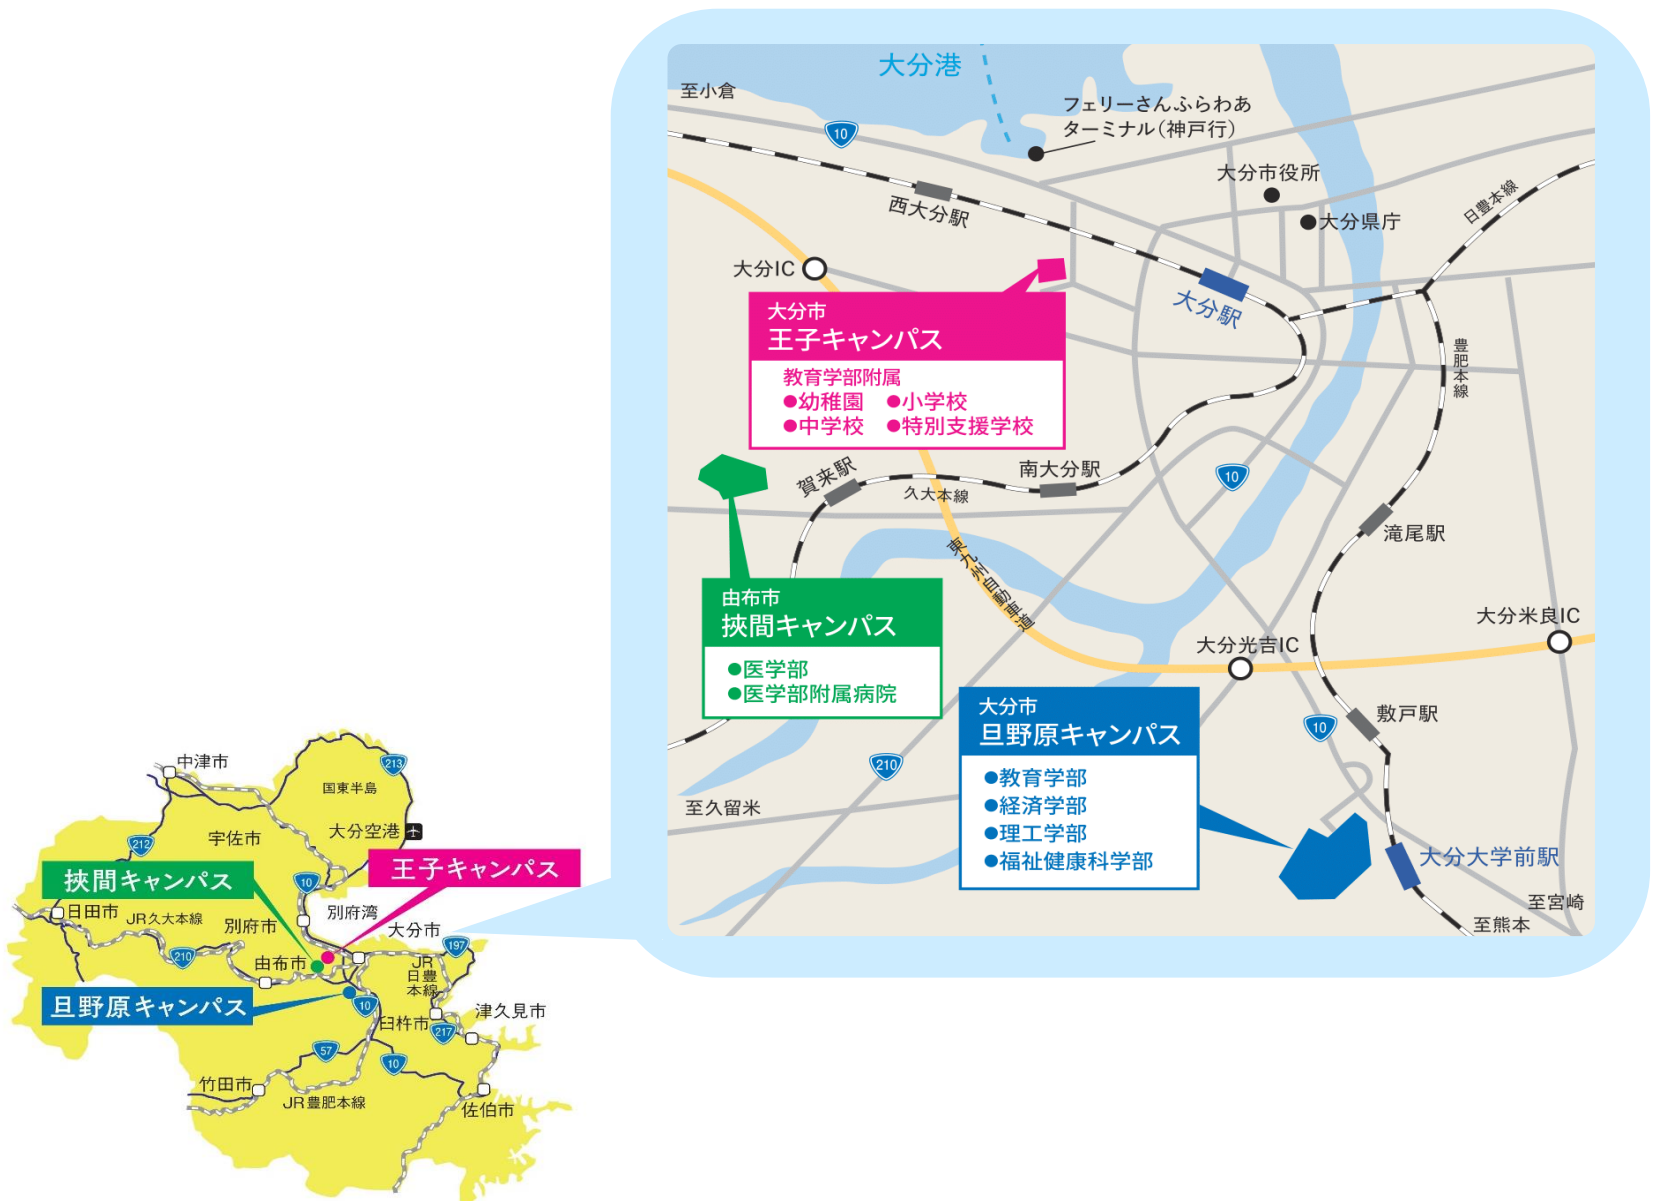 大分港
至小倉
10
フェリーさんふらわあ
ターミナル（神戸行）
大分市役所
大分県庁
日豊本線
西大分駅
大分IC
大分駅
大分市
王子キャンパス
教育学部附属
●幼稚園 ●小学校
●中学校 ●特別支援学校
豊肥本線
賀来駅
久大本線
南大分駅
10
滝尾駅
東九州自動車道
由布市
挾間キャンパス
●医学部
●医学部附属病院
大分光吉IC
大分米良IC
大分市
旦野原キャンパス
●教育学部
●経済学部
●理工学部
●福祉健康科学部
10
敷戸駅
210
至久留米
大分大学前駅
至宮崎
至熊本
中津市
213
国東半島
宇佐市
大分空港
212
挾間キャンパス
王子キャンパス
10
日田市
JR久大本線
別府市
別府湾
大分市
197
210
由布市
JR
日豊
本線
旦野原キャンパス
10
臼杵市
217
津久見市
57
10
竹田市
JR豊肥本線
佐伯市